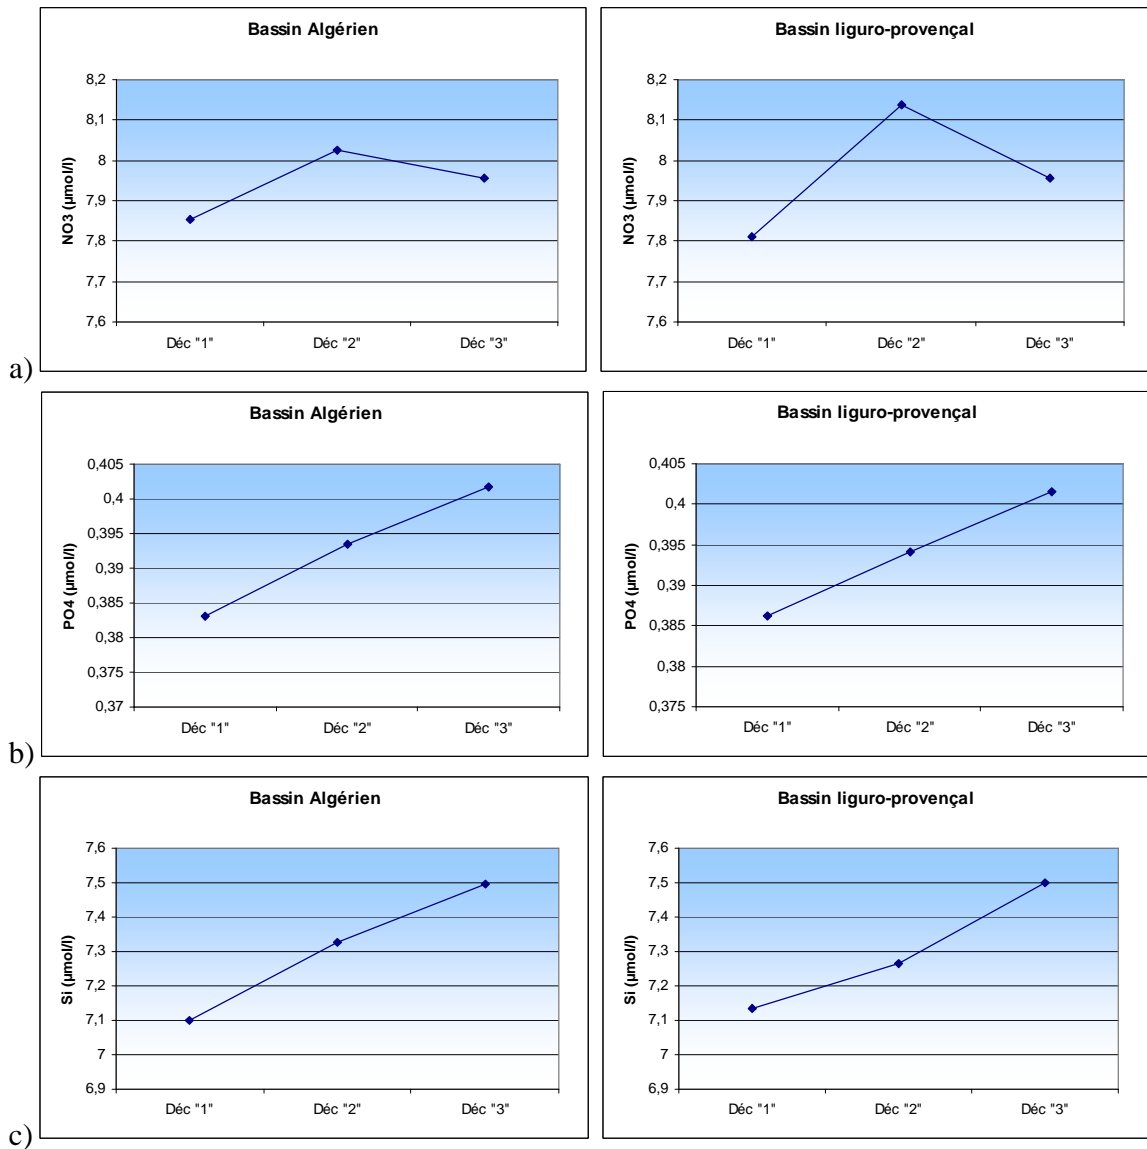 Bassin Algérien
NO3 (µmol/l)
8,2
8,1
8
7,9
7,8
7,7
7,6
Déc "1" Déc "2" Déc "3"
Bassin liguro-provençal
NO3 (µmol/l)
8,2
8,1
8
7,9
7,8
7,7
7,6
Déc "1" Déc "2" Déc "3"
a)
Bassin Algérien
PO4 (µmol/l)
0,405
0,4
0,395
0,39
0,385
0,38
0,375
0,37
Déc "1" Déc "2" Déc "3"
Bassin liguro-provençal
PO4 (µmol/l)
0,405
0,4
0,395
0,39
0,385
0,38
0,375
Déc "1" Déc "2" Déc "3"
b)
Bassin Algérien
Si (µmol/l)
7,6
7,5
7,4
7,3
7,2
7,1
7
6,9
Déc "1" Déc "2" Déc "3"
Bassin liguro-provençal
Si (µmol/l)
7,6
7,5
7,4
7,3
7,2
7,1
7
6,9
Déc "1" Déc "2" Déc "3"
c)